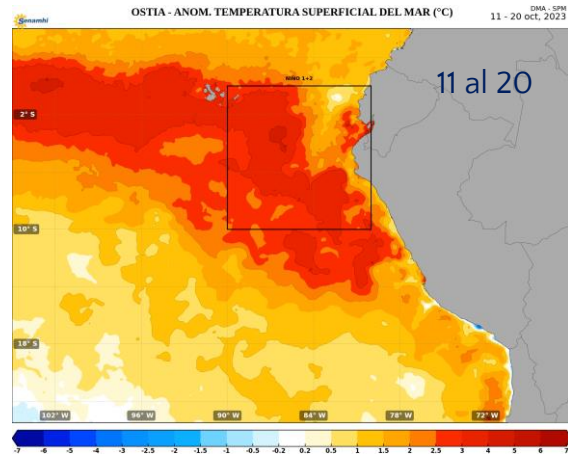 Senamhi
OSTIA - ANOM. TEMPERATURA SUPERFICIAL DEL MAR (°C)
DMA - SPM
11 - 20 oct, 2023
11 al 20
NIÑO 1+2
2° S
10° S
18° S
102° W 96° W 90° W 84° W 78° W 72° W
-7 -6 -5 -4 -3 -2.5 -2 -1.5 -1 -0.5 -0.2 0.2 0.5 1 1.5 2 2.5 3 4 5 6 7